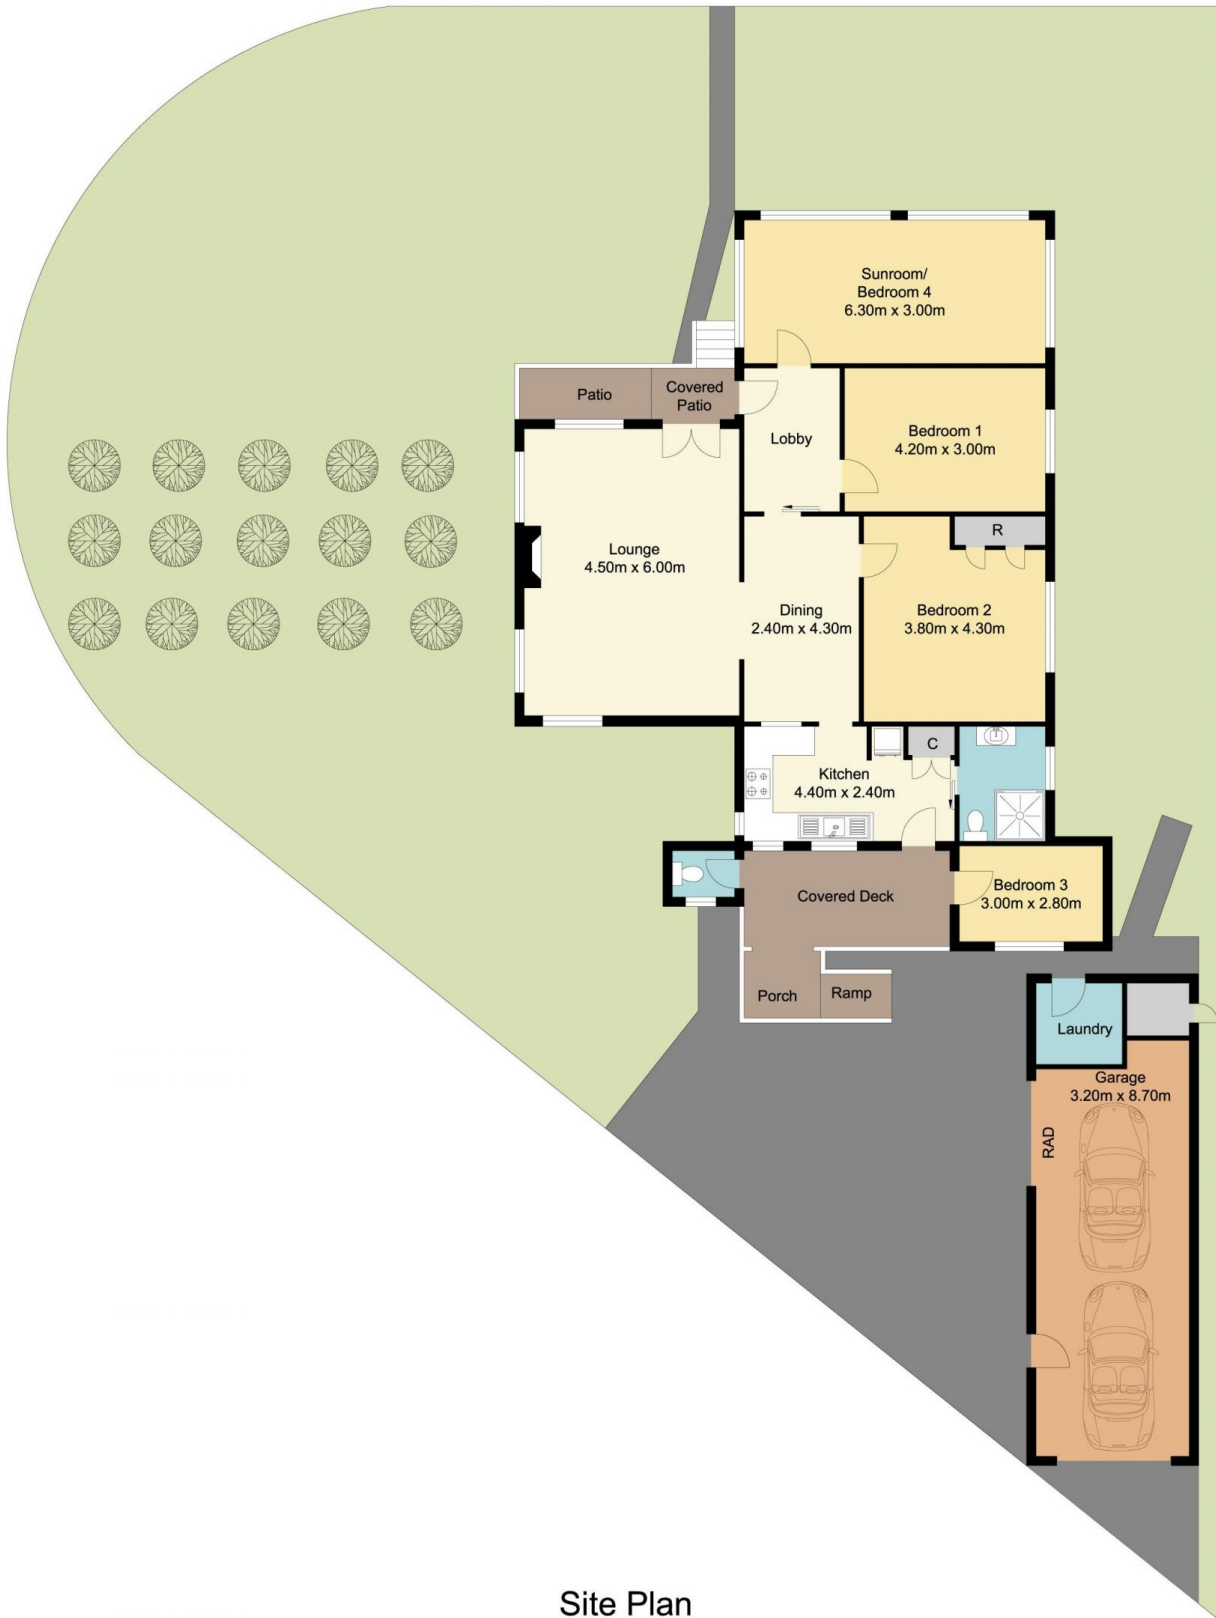 Sunroom/
Bedroom 4
6.30m x 3.00m
Patio
Covered
Patio
Lobby
Bedroom 1
4.20m x 3.00m
R
Lounge
4.50m x 6.00m
Dining
2.40m x 4.30m
Bedroom 2
3.80m x 4.30m
C
Kitchen
4.40m x 2.40m
Covered Deck
Bedroom 3
3.00m x 2.80m
Porch
Ramp
Laundry
Garage
3.20m x 8.70m
RAD
Site Plan